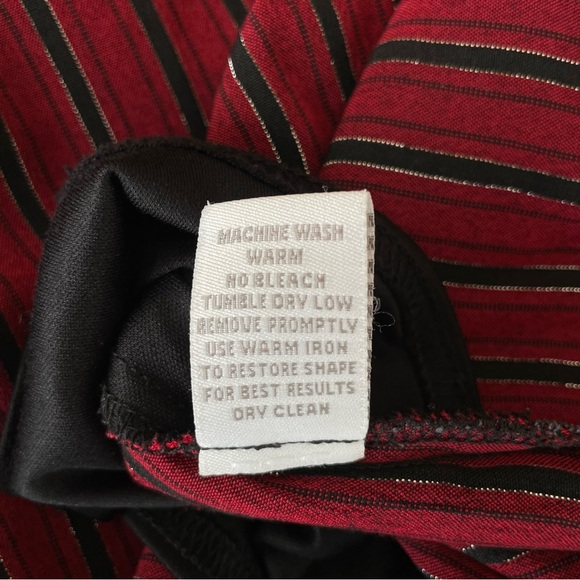 MACHINE WASH
WARM
NO BLEACH
TUMBLE DRY LOW
REMOVE PROMPTLY
USE WARM IRON
TO RESTORE SHAPE
FOR BEST RESULTS
DRY CLEAN